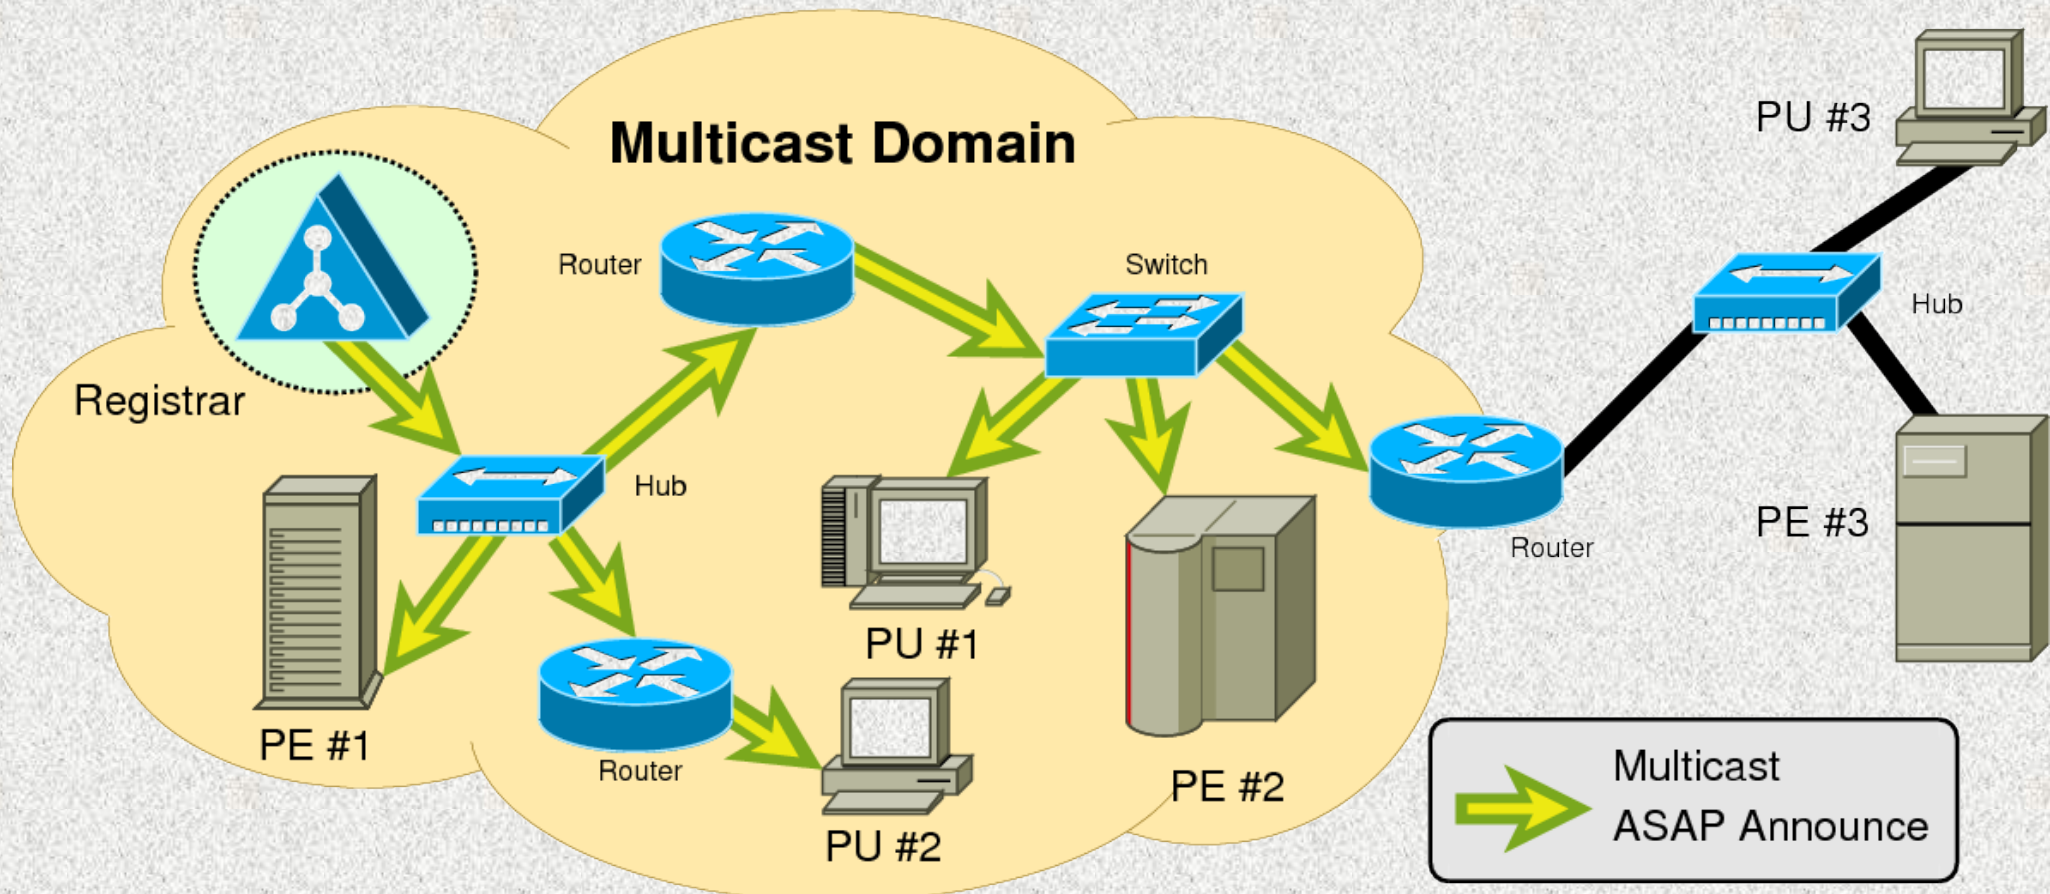 Multicast Domain
PU #3
Router
Switch
Hub
Registrar
Hub
PE #3
Router
PU #1
PE #1
Router
PE #2
PU #2
Multicast
ASAP Announce